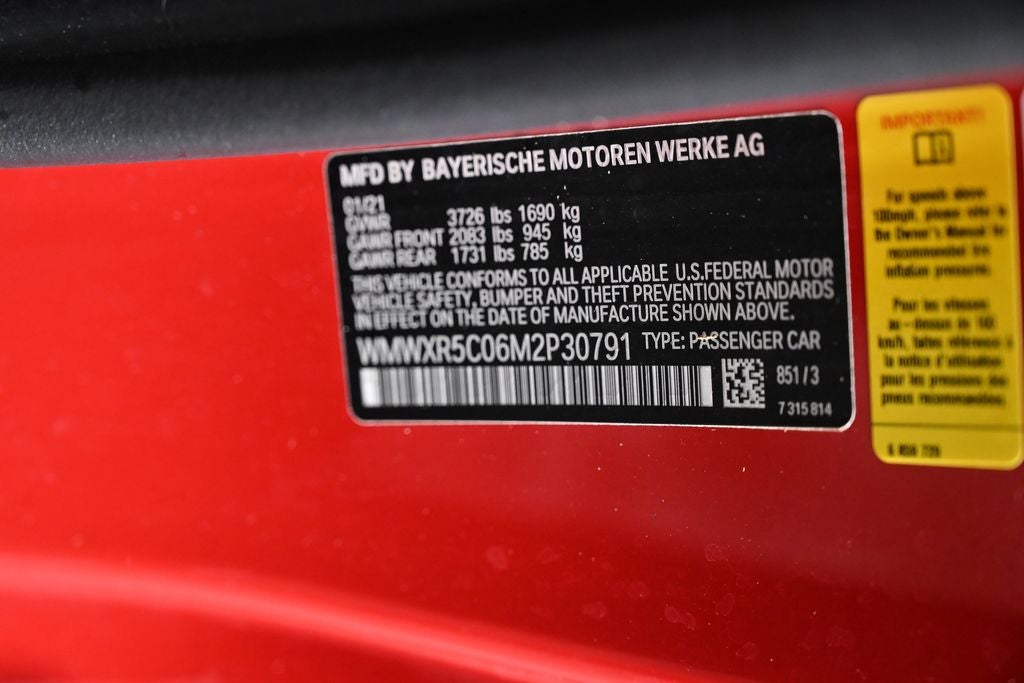 MFD BY BAYERISCHE MOTOREN WERKE AG
01/21
GVWR 3726 lbs 1690 kg
GAWR FRONT 2083 lbs 945 kg
GAWR REAR 1731 lbs 785 kg
THIS VEHICLE CONFORMS TO ALL APPLICABLE U.S.FEDERAL MOTOR
VEHICLE SAFETY, BUMPER AND THEFT PREVENTION STANDARDS
IN EFFECT ON THE DATE OF MANUFACTURE SHOWN ABOVE.
WMWXR5C06M2P30791 TYPE: PASSENGER CAR
851/3
7 315 814
IMPORTANT!
For speeds above
100mph, please refer to
the Owner's Manual for
recommended tire
inflation pressures.
Pour les vitesses
au-dessus de
km/h, faites référence à
la notice d'utilisation
pour les pressions des
pneus recommandées.